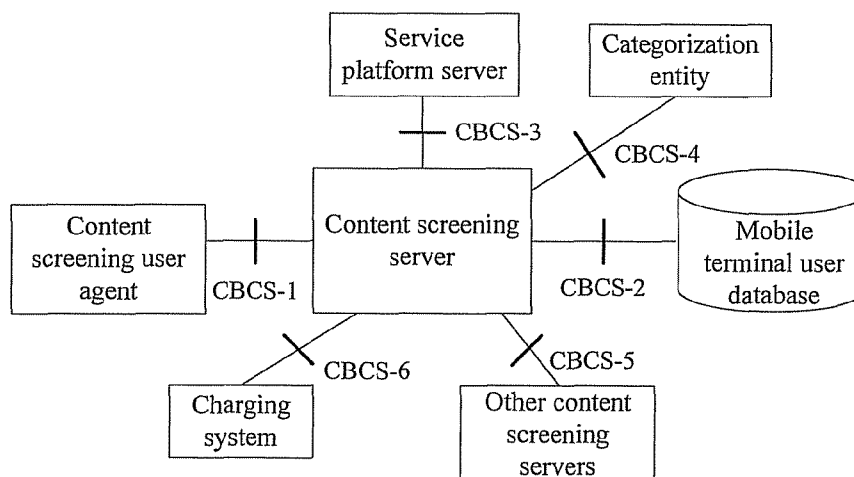 Service
platform server
Categorization
entity
CBCS-3
CBCS-4
Content
screening user
agent
Content screening
server
Mobile
terminal user
database
CBCS-1
CBCS-2
CBCS-6
CBCS-5
Charging
system
Other content
screening
servers